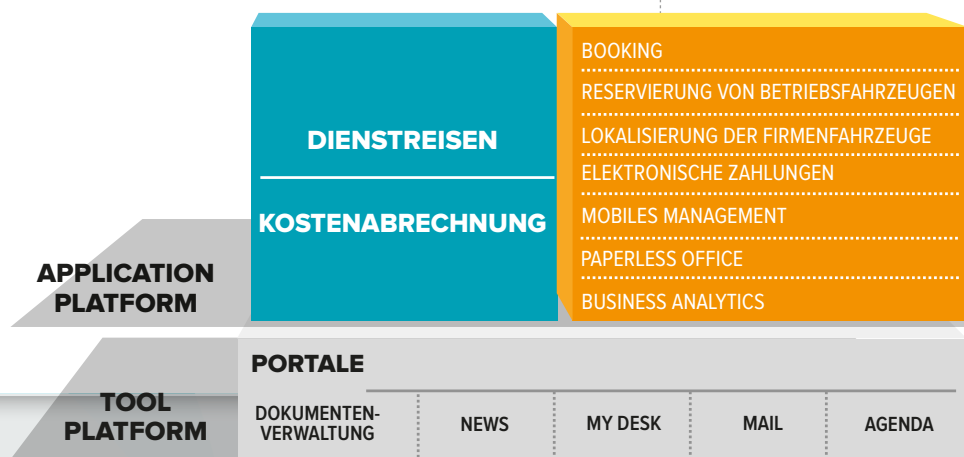 DIENSTREISEN
KOSTENABRECHNUNG
BOOKING
RESERVIERUNG VON BETRIEBSFAHRZEUGEN
LOKALISIERUNG DER FIRMENFAHRZEUGE
ELEKTRONISCHE ZAHLUNGEN
MOBILES MANAGEMENT
PAPERLESS OFFICE
BUSINESS ANALYTICS
APPLICATION
PLATFORM
PORTALE
TOOL
PLATFORM
DOKUMENTEN-
VERWALTUNG
NEWS
MY DESK
MAIL
AGENDA